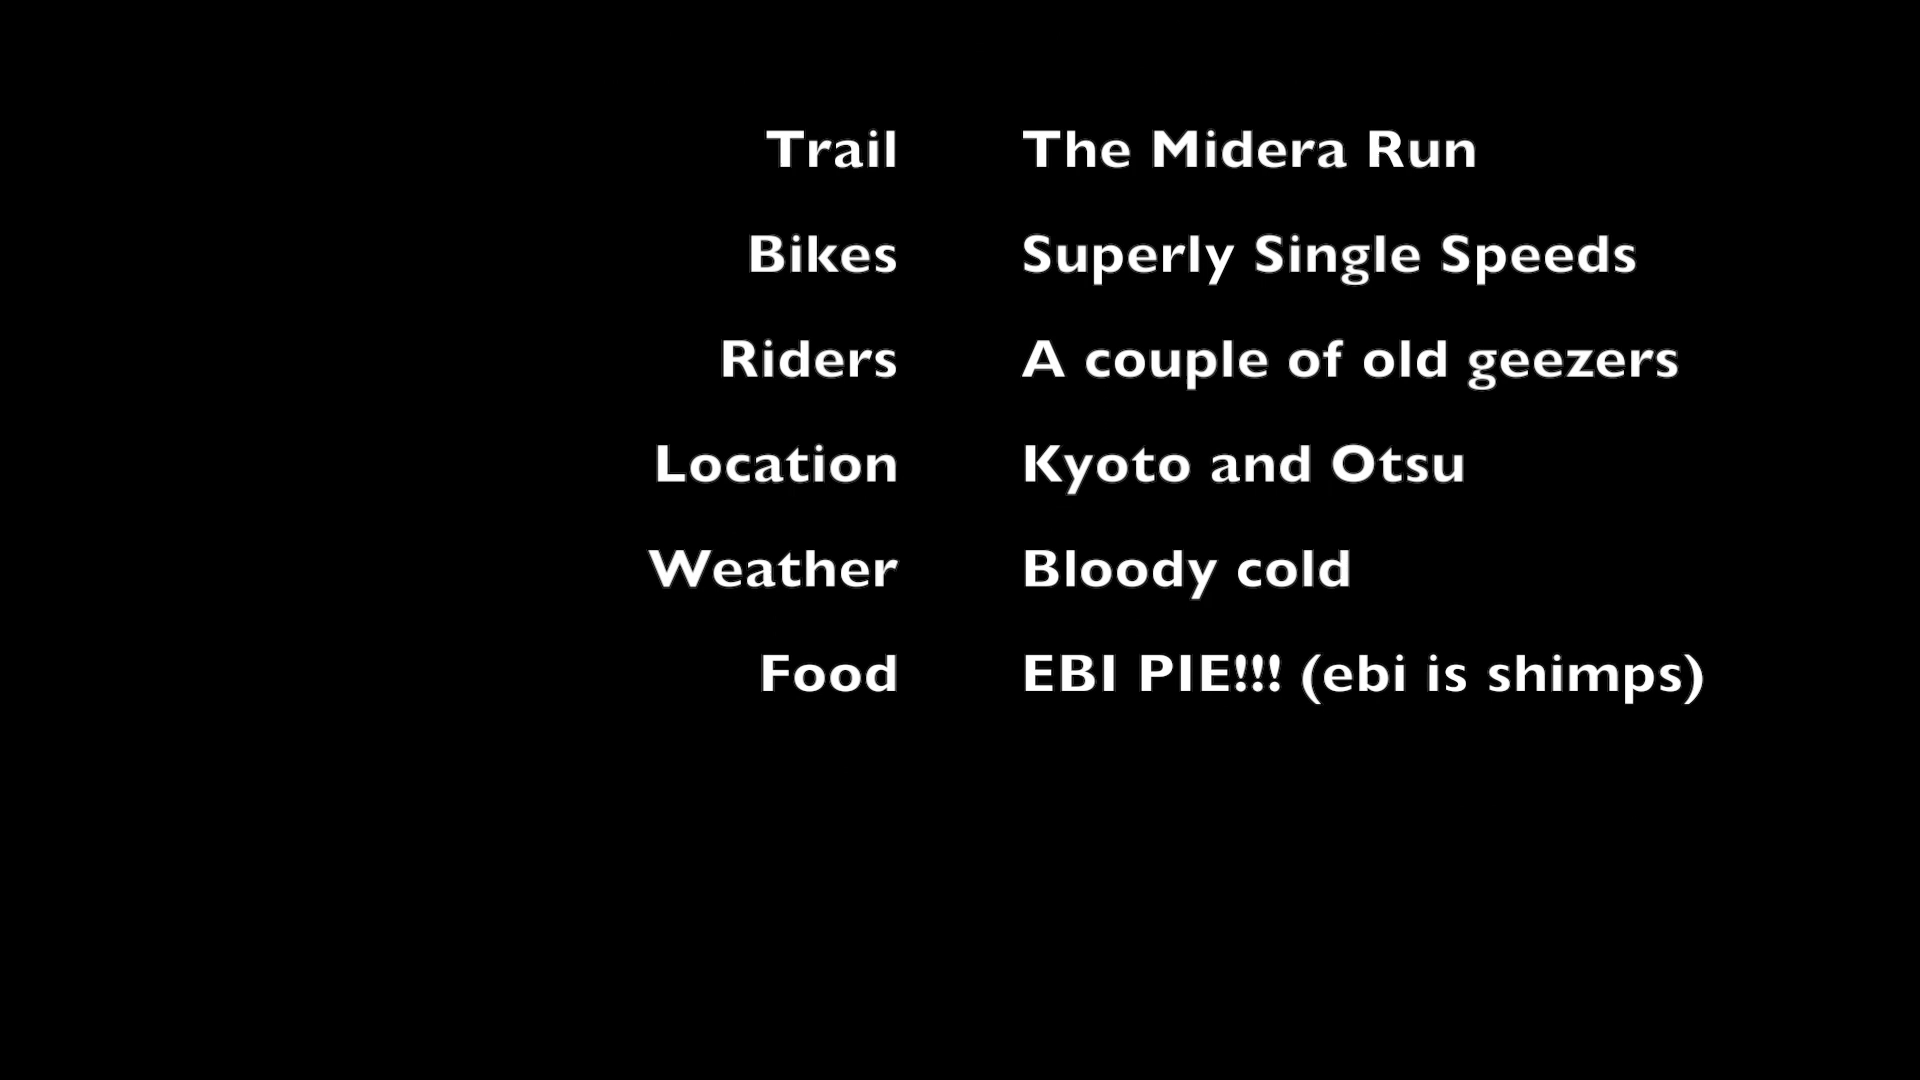 Trail The Midera Run
Bikes Superly Single Speeds
Riders A couple of old geezers
Location Kyoto and Otsu
Weather Bloody cold
Food EBI PIE!!! (ebi is shimps)